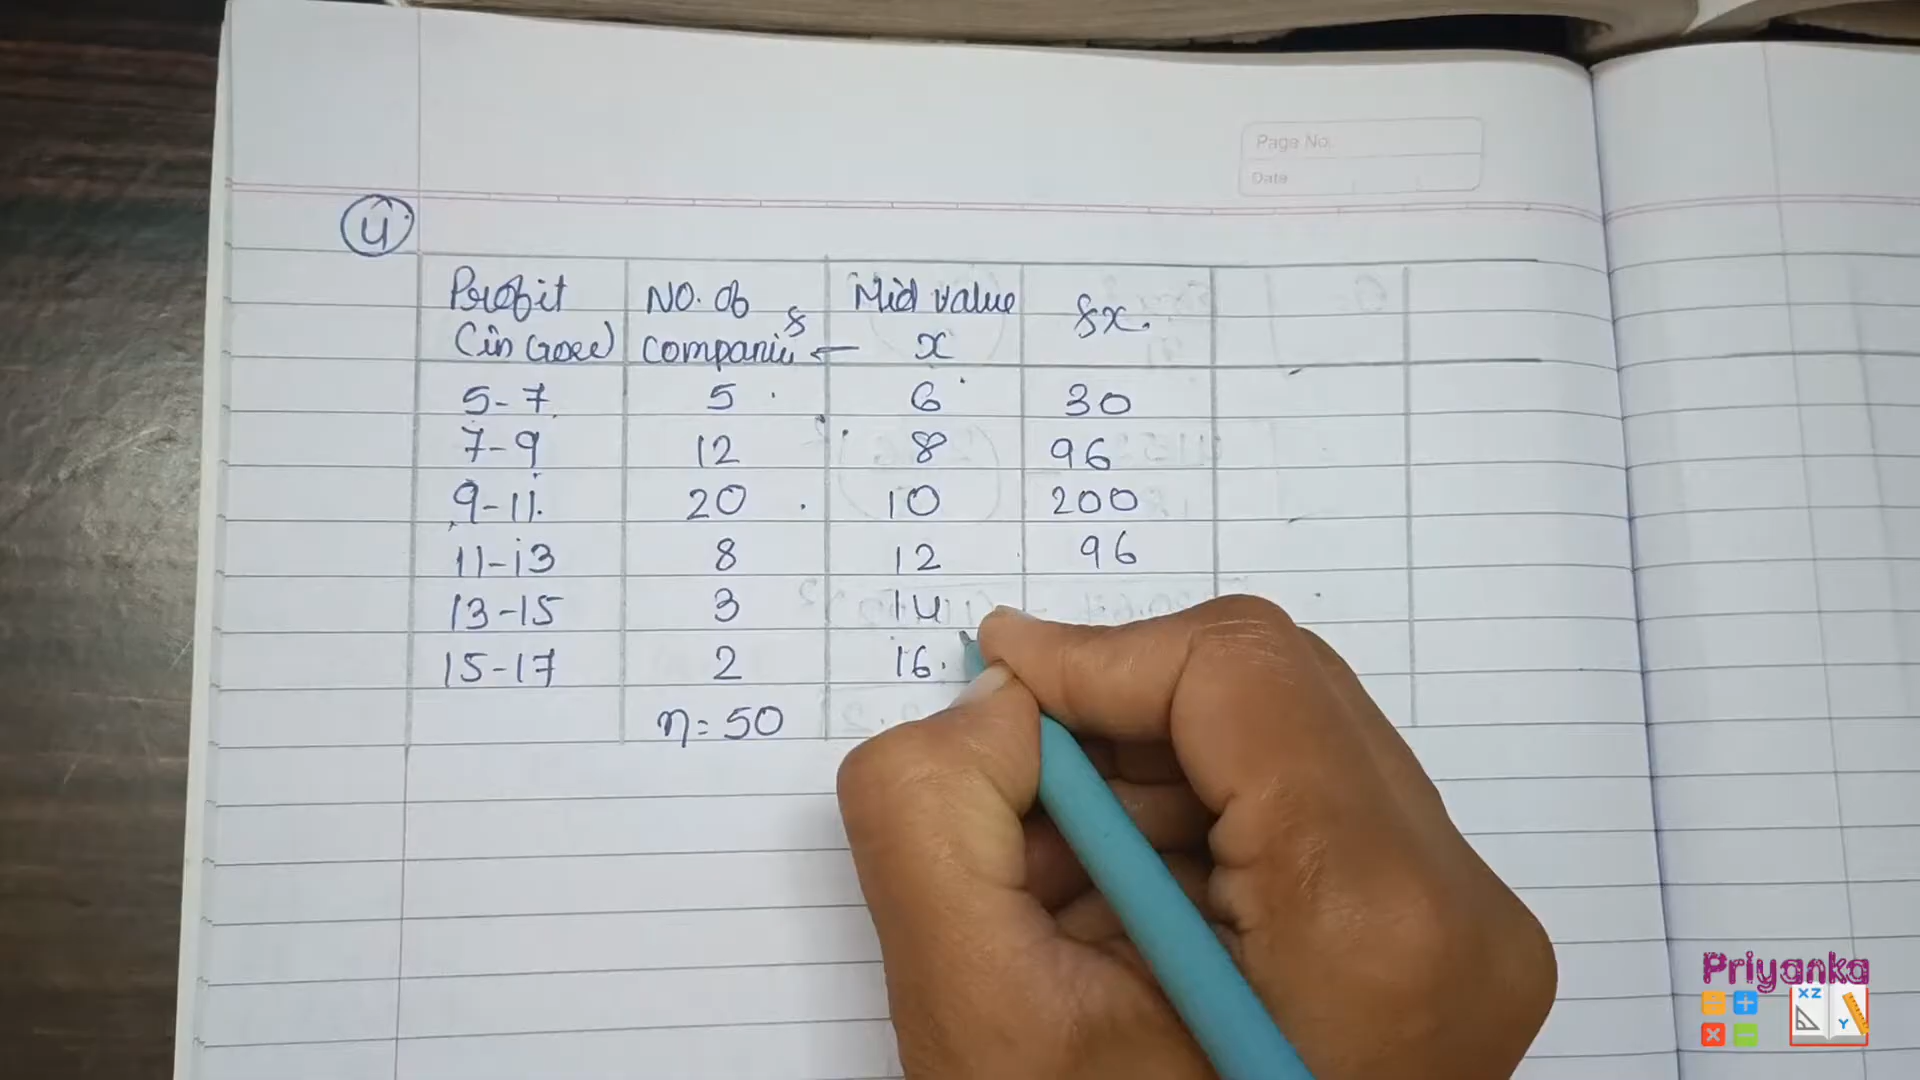 Page No.
Date
4
Profit (in Crore) No. of companies f Mid value x fx.
5-7 5 6 30
7-9 12 8 96
9-11 20 10 200
11-13 8 12 96
13-15 3 14
15-17 2 16
n = 50
Priyanka
XZ
Y